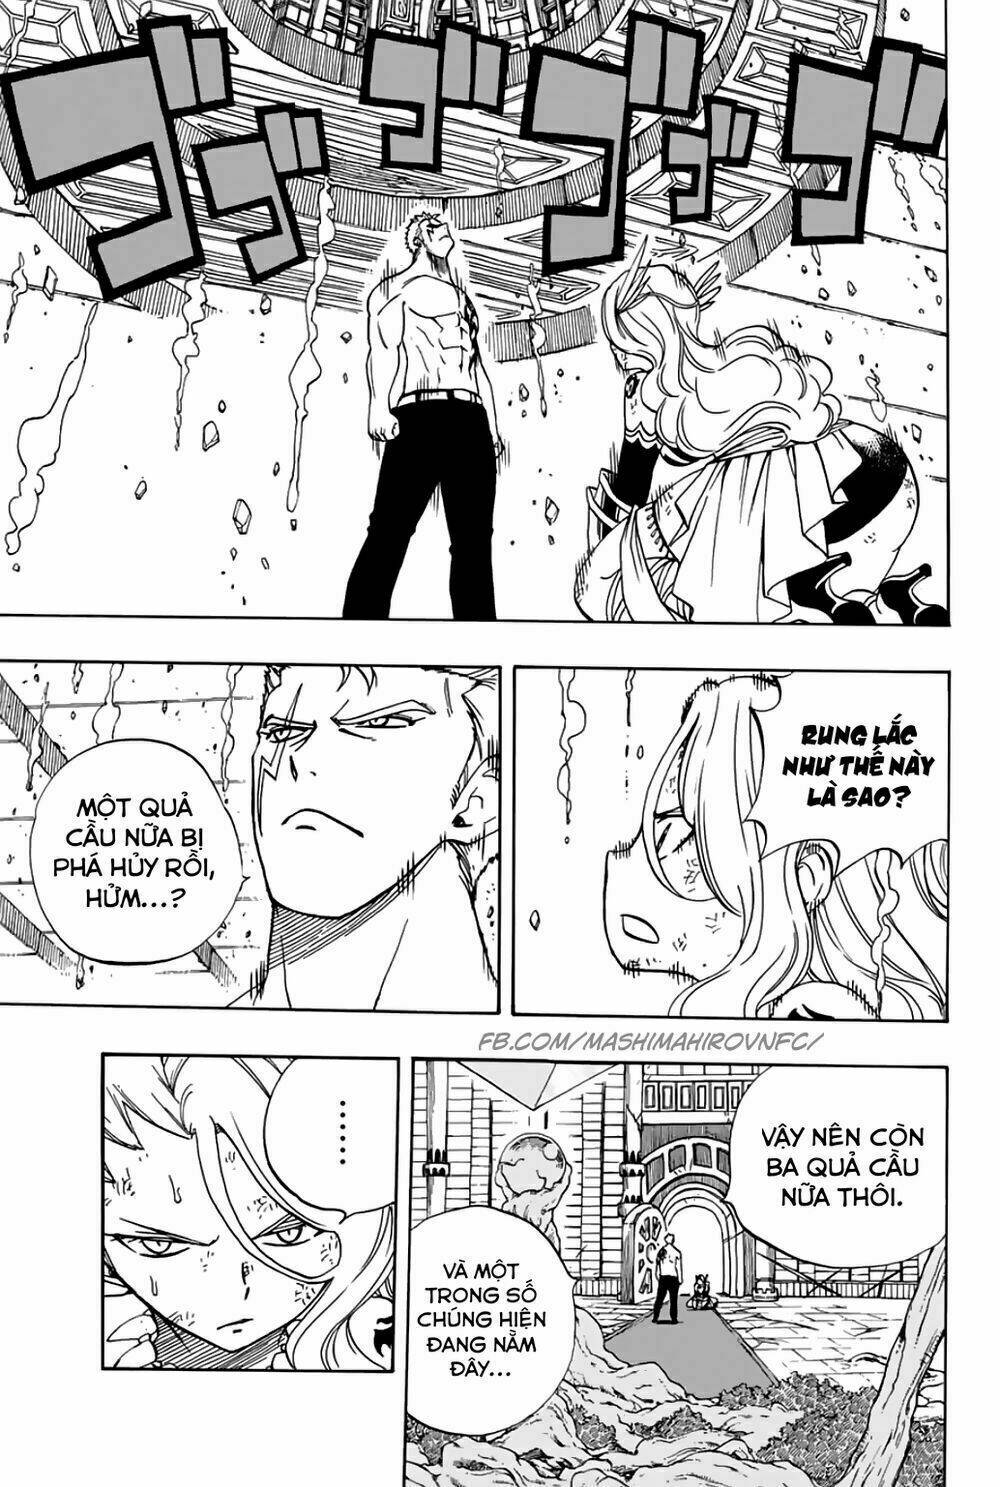 ゴゴゴゴゴゴ
RUNG LẮC
NHƯ THẾ NÀY
LÀ SAO?
MỘT QUẢ
CẦU NỮA BỊ
PHÁ HỦY RỒI,
HỬM...?
FB.COM/MASHIMAHIROVNFC/
VẬY NÊN CÒN
BA QUẢ CẦU
NỮA THÔI.
VÀ MỘT
TRONG SỐ
CHÚNG HIỆN
ĐANG NẰM
ĐÂY...
......